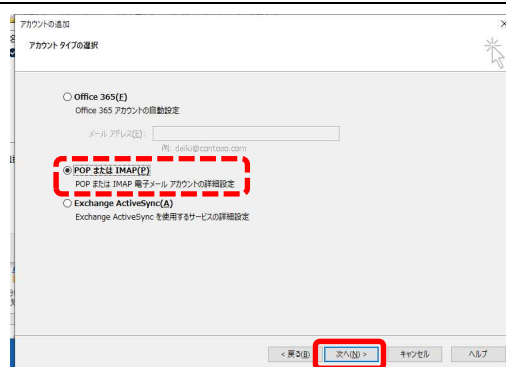 アカウントの追加
アカウント タイプの選択
Office 365(F)
Office 365 アカウントの自動設定
メール アドレス(E):
例: daiki@contoso.com
POP または IMAP(P)
POP または IMAP 電子メール アカウントの詳細設定
Exchange ActiveSync(A)
Exchange ActiveSync を使用するサービスの詳細設定
< 戻る(B)
次へ(N) >
キャンセル
ヘルプ